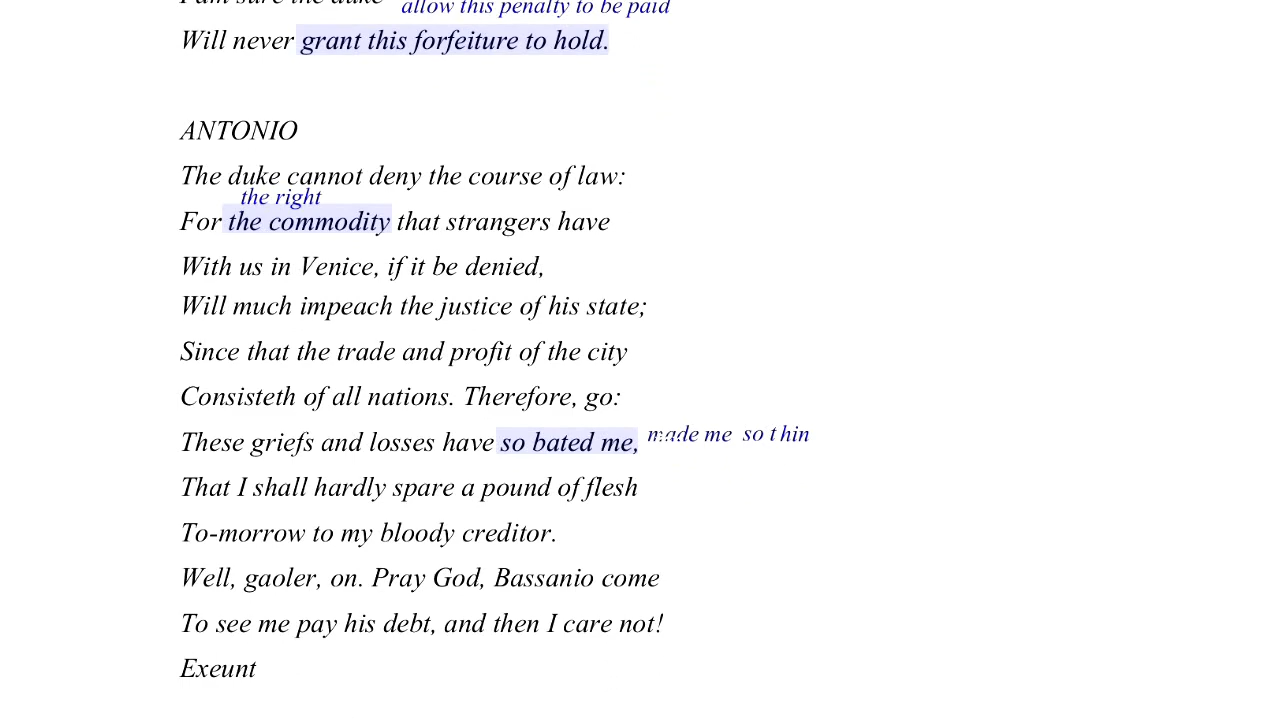 I am sure the duke
allow this penalty to be paid
Will never grant this forfeiture to hold.
ANTONIO
The duke cannot deny the course of law:
the right
For the commodity that strangers have
With us in Venice, if it be denied,
Will much impeach the justice of his state;
Since that the trade and profit of the city
Consisteth of all nations. Therefore, go:
These griefs and losses have so bated me, made me so thin
That I shall hardly spare a pound of flesh
To-morrow to my bloody creditor.
Well, gaoler, on. Pray God, Bassanio come
To see me pay his debt, and then I care not!
Exeunt